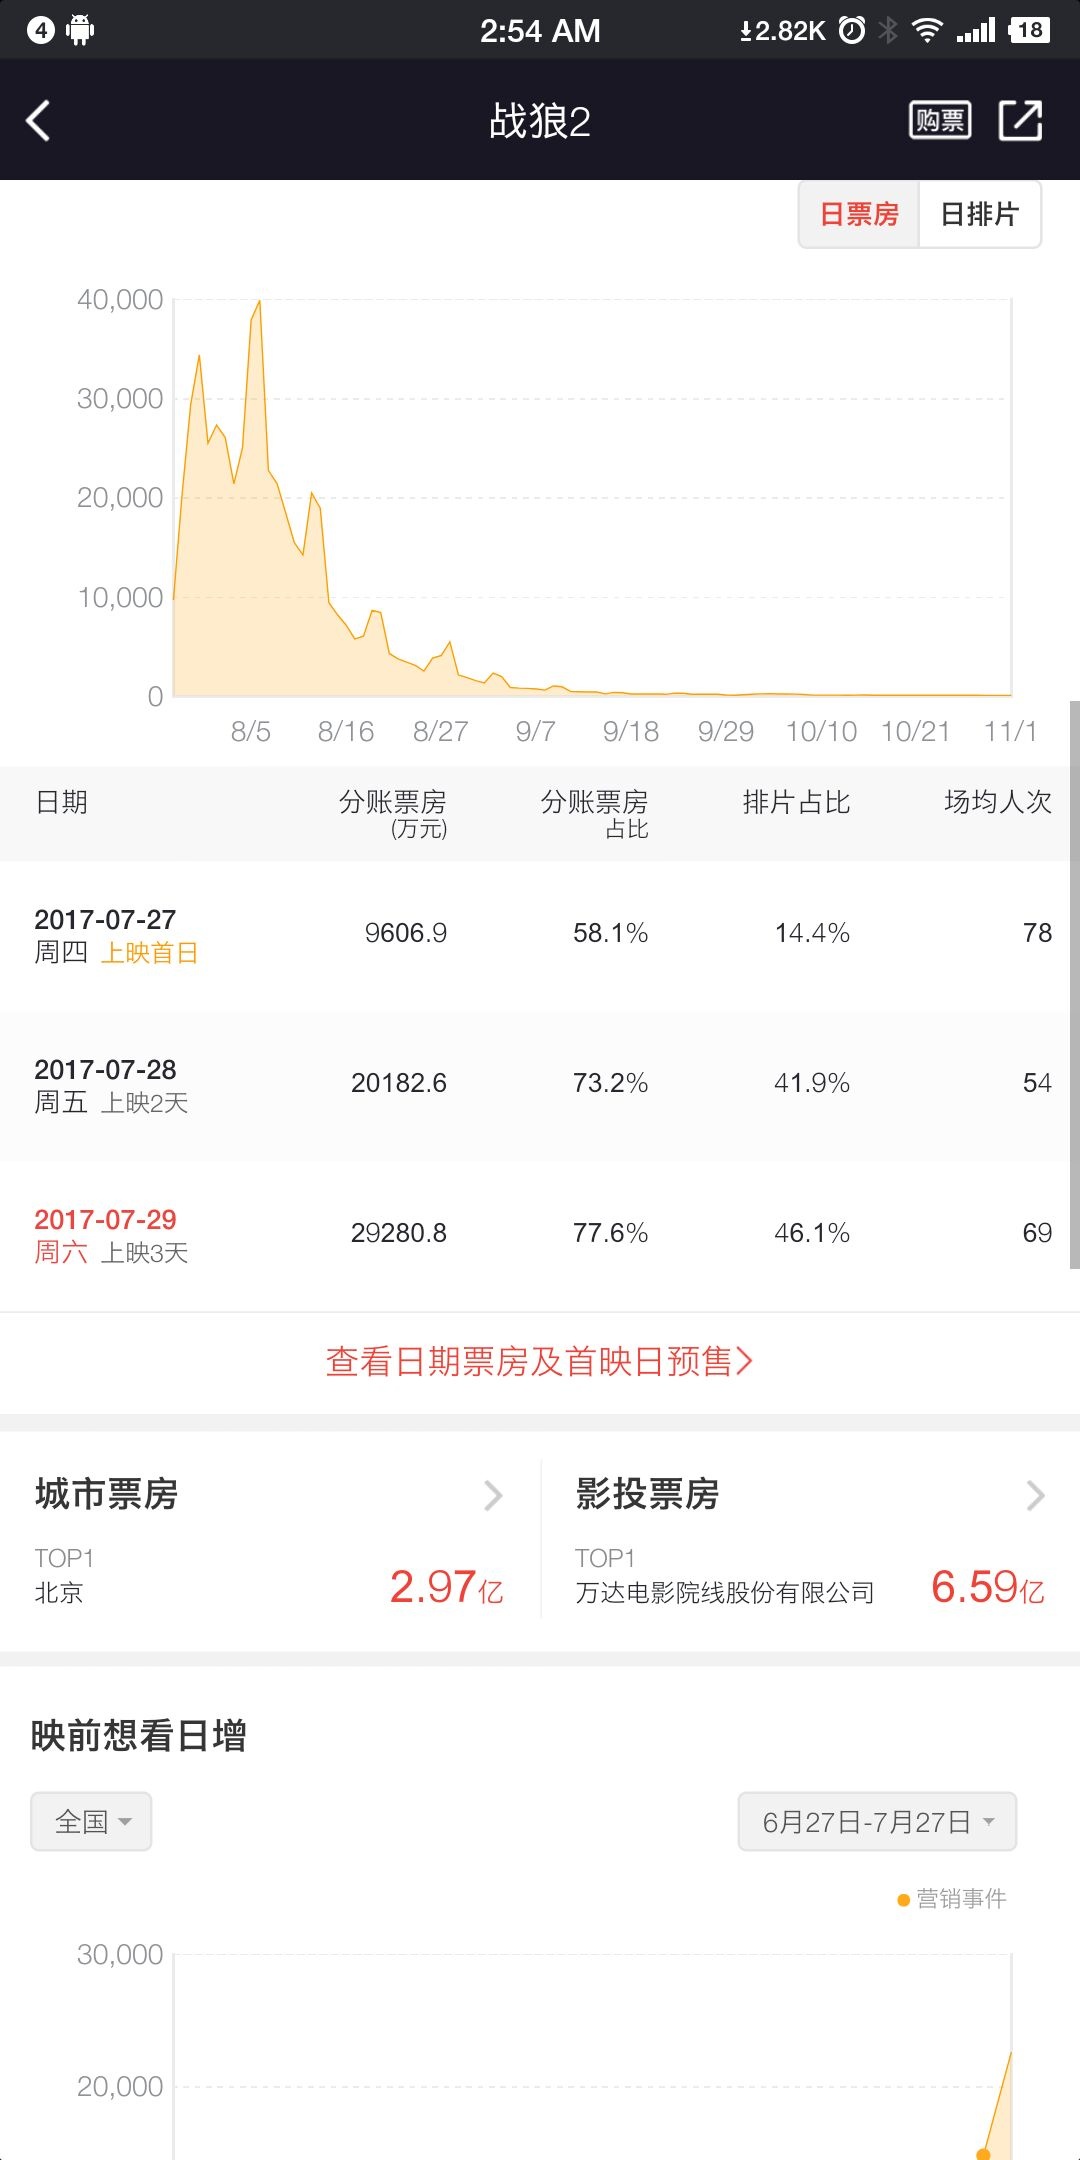 4
2:54 AM
2.82K
18
战狼2
购票
日票房
日排片
40,000
30,000
20,000
10,000
0
8/5 8/16 8/27 9/7 9/18 9/29 10/10 10/21 11/1
日期 分账票房 分账票房 排片占比 场均人次
(万元) 占比
2017-07-27
周四 上映首日
9606.9 58.1% 14.4% 78
2017-07-28
周五 上映2天
20182.6 73.2% 41.9% 54
2017-07-29
周六 上映3天
29280.8 77.6% 46.1% 69
查看日期票房及首映日预售>
城市票房
TOP1
北京
2.97亿
影投票房
TOP1
万达电影院线股份有限公司
6.59亿
映前想看日增
全国
6月27日-7月27日
营销事件
30,000
20,000